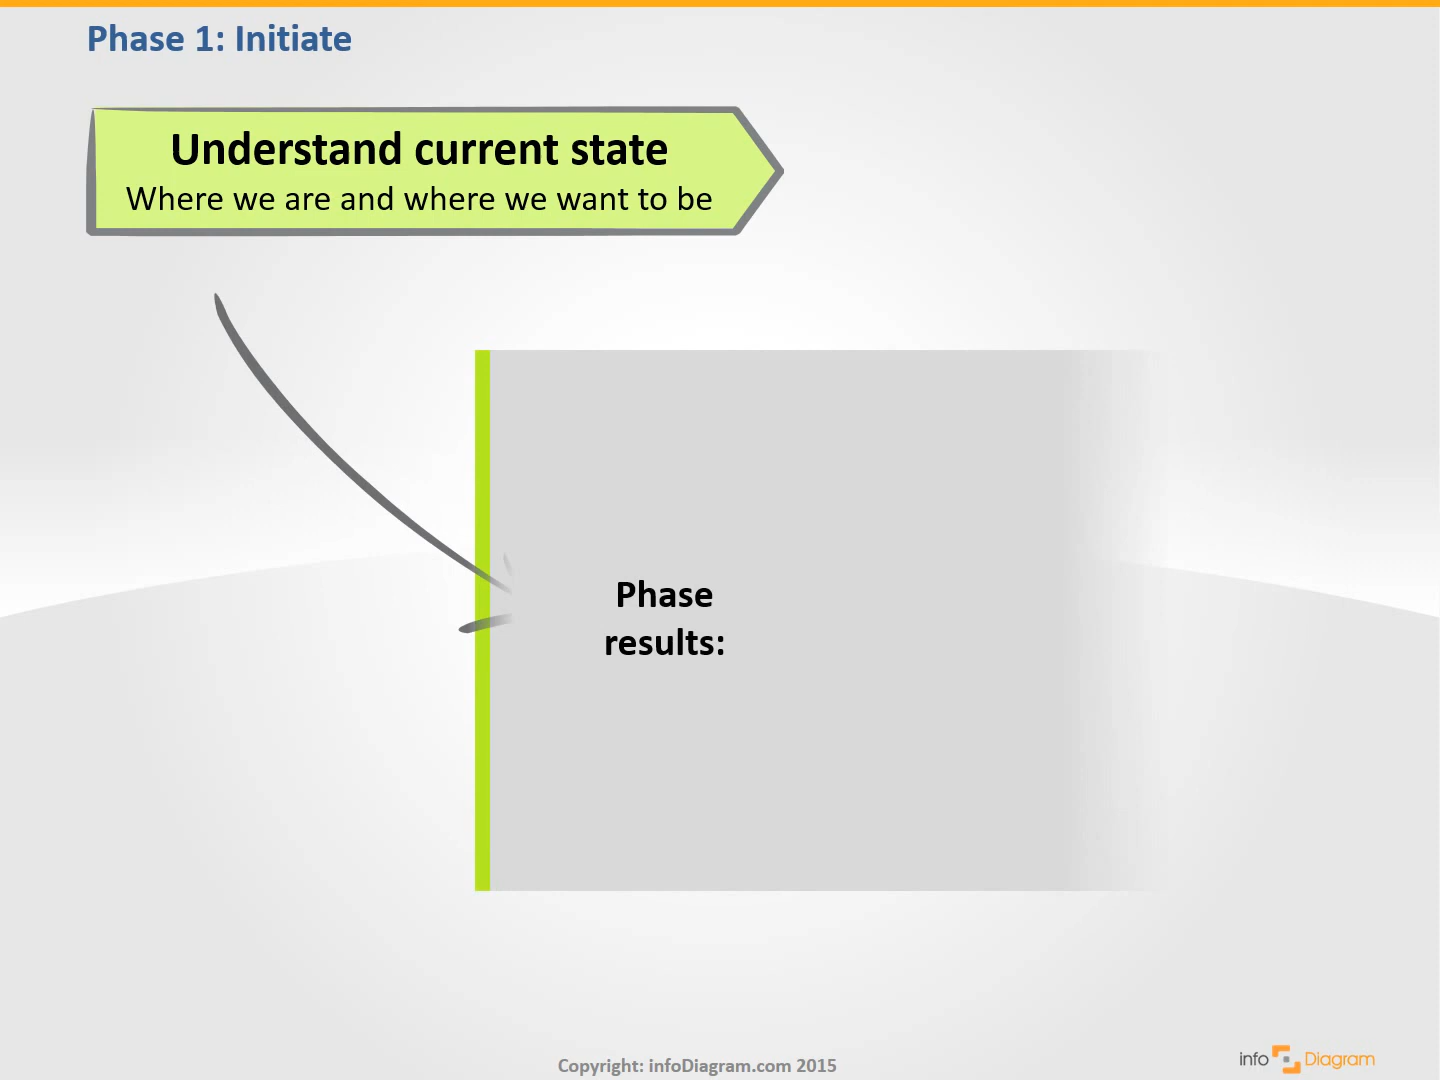 Phase 1: Initiate
Understand current state
Where we are and where we want to be
Phase
results:
Copyright: infoDiagram.com 2015
info Diagram